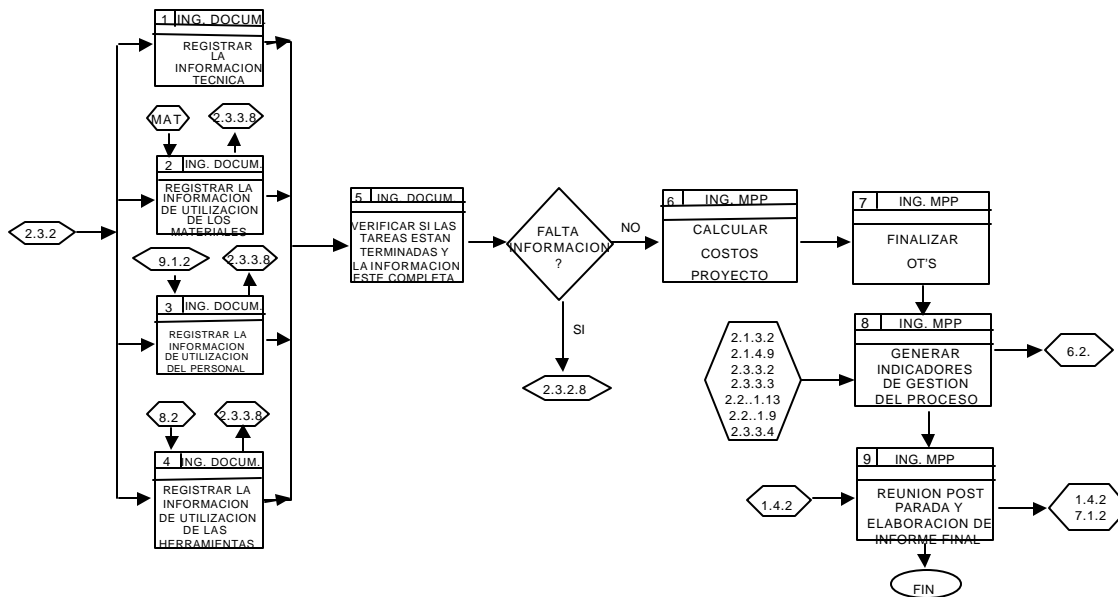 1 ING. DOCUM.
REGISTRAR
LA
INFORMACION
TECNICA
MAT
2.3.3.8
2 ING. DOCUM.
REGISTRAR LA
INFORMACION
DE UTILIZACION
DE LOS
MATERIALES
2.3.2
9.1.2
2.3.3.8
3 ING. DOCUM.
REGISTRAR LA
INFORMACION
DE UTILIZACION
DEL PERSONAL
8.2
2.3.3.8
4 ING. DOCUM.
REGISTRAR LA
INFORMACION
DE UTILIZACION
DE LAS
HERRAMIENTAS
5 ING. DOCUM.
VERIFICAR SI LAS
TAREAS ESTAN
TERMINADAS Y
LA INFORMACION
ESTE COMPLETA
FALTA
INFORMACION
?
NO
SI
2.3.2.8
6 ING. MPP
CALCULAR
COSTOS
PROYECTO
7 ING. MPP
FINALIZAR
OT'S
2.1.3.2
2.1.4.9
2.3.3.2
2.3.3.3
2.2..1.13
2.2..1.9
2.3.3.4
8 ING. MPP
GENERAR
INDICADORES
DE GESTION
DEL PROCESO
6.2.
1.4.2
9 ING. MPP
REUNION POST
PARADA Y
ELABORACION DE
INFORME FINAL
1.4.2
7.1.2
FIN